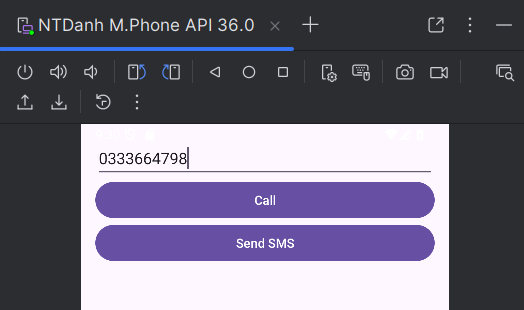 NTDanh M.Phone API 36.0
0333664798
Call
Send SMS